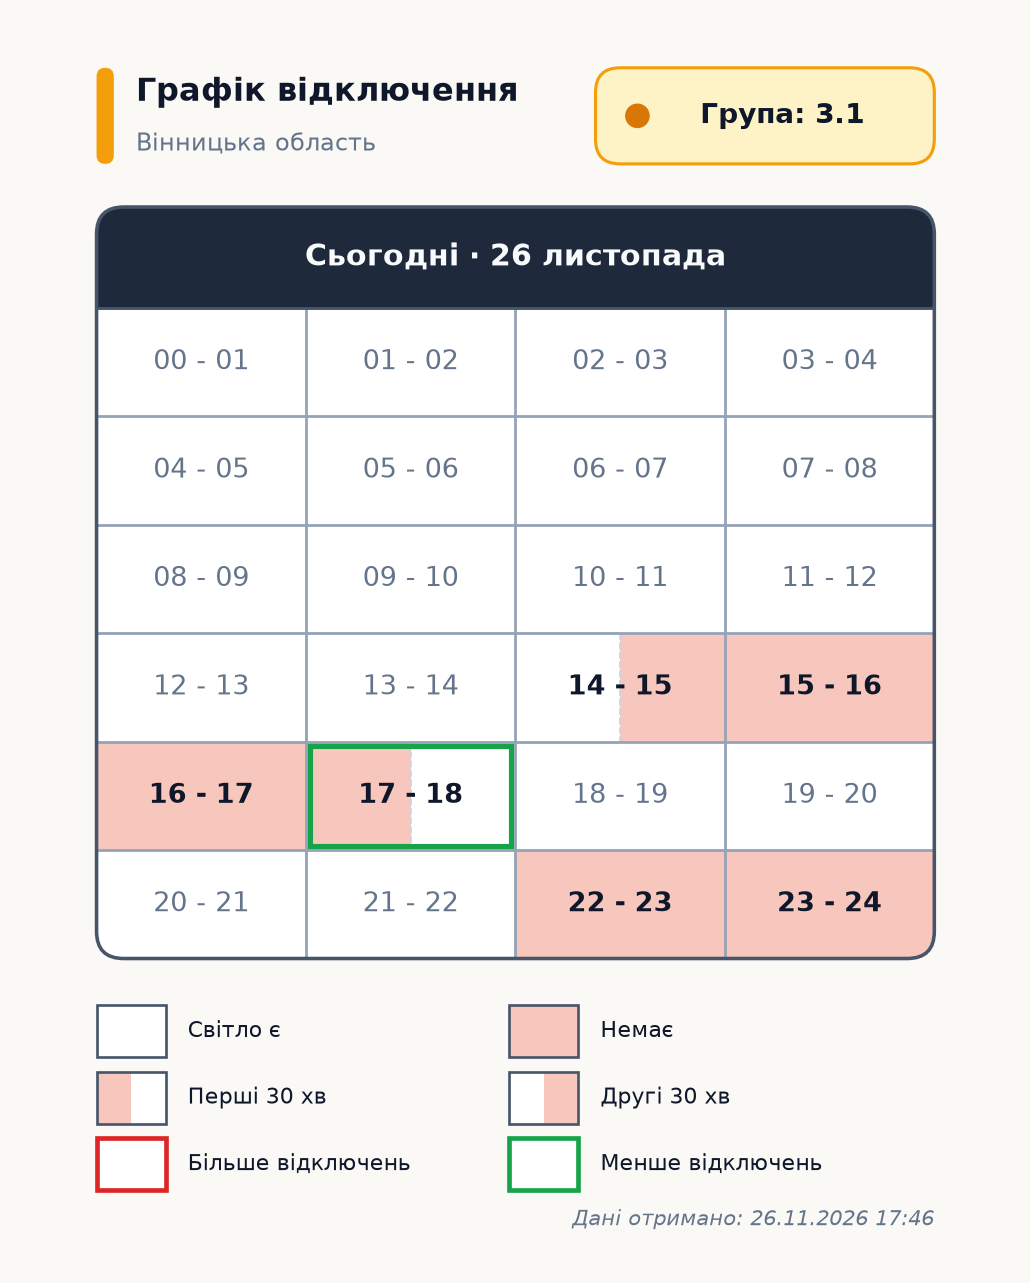 Графік відключення
Вінницька область
Група: 3.1
Сьогодні · 26 листопада
00 - 01 01 - 02 02 - 03 03 - 04
04 - 05 05 - 06 06 - 07 07 - 08
08 - 09 09 - 10 10 - 11 11 - 12
12 - 13 13 - 14 14 - 15 15 - 16
16 - 17 17 - 18 18 - 19 19 - 20
20 - 21 21 - 22 22 - 23 23 - 24
Світло є Немає
Перші 30 хв Другі 30 хв
Більше відключень Менше відключень
Дані отримано: 26.11.2026 17:46